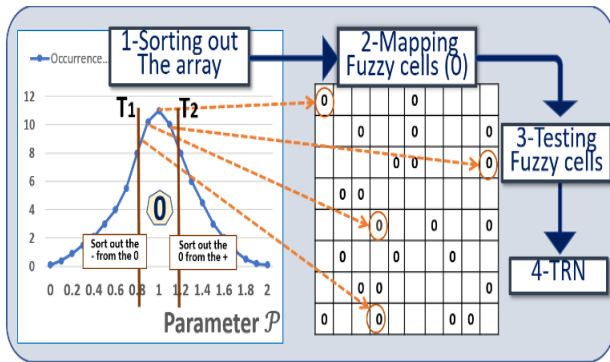 1-Sorting out
The array
2-Mapping
Fuzzy cells (0)
3-Testing
Fuzzy cells
4-TRN
Occurrence...
T1
T2
12
10
8
6
4
2
0
0
Sort out the
- from the 0
Sort out the
0 from the +
0 0.2 0.4 0.6 0.8 1 1.2 1.4 1.6 1.8 2
Parameter 𝒫
0 0
0 0 0
0 0 0
0 0
0 0 0
0 0 0
0 0 0
0 0 0 0